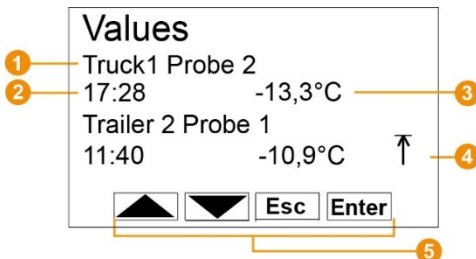 Values
1 Truck1 Probe 2
2 17:28 -13,3°C 3
Trailer 2 Probe 1
11:40 -10,9°C 4
Esc Enter
5